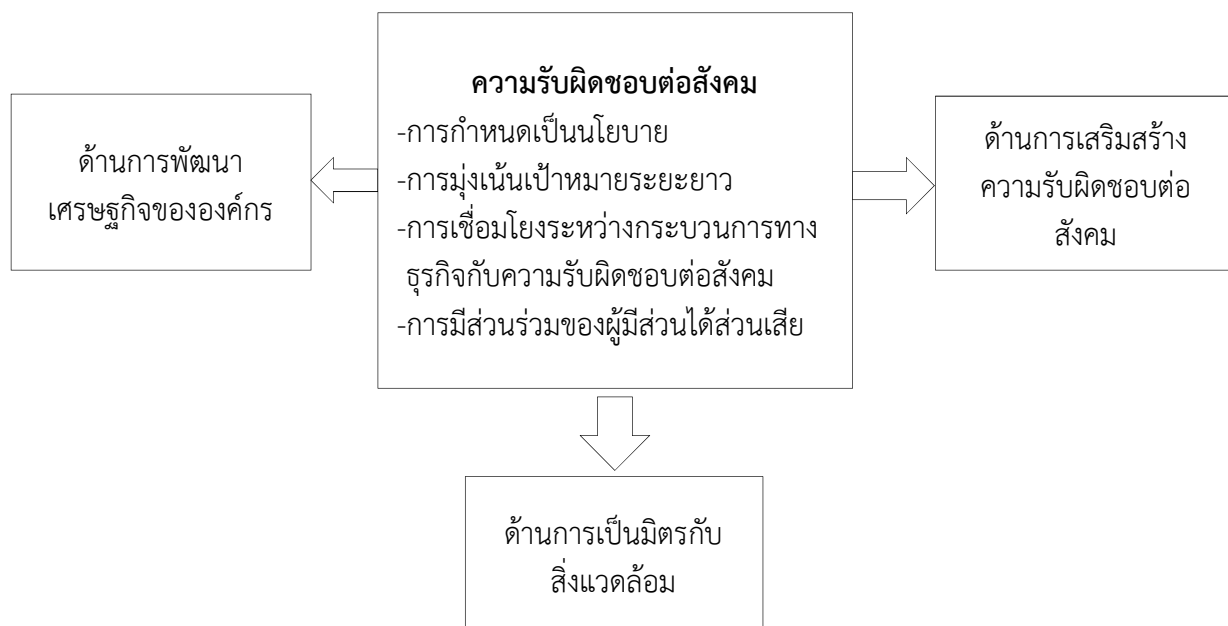 ความรับผิดชอบต่อสังคม
-การกำหนดเป็นนโยบาย
-การมุ่งเน้นเป้าหมายระยะยาว
-การเชื่อมโยงระหว่างกระบวนการทาง
ธุรกิจกับความรับผิดชอบต่อสังคม
-การมีส่วนร่วมของผู้มีส่วนได้ส่วนเสีย
ด้านการพัฒนา
เศรษฐกิจขององค์กร
ด้านการเสริมสร้าง
ความรับผิดชอบต่อ
สังคม
ด้านการเป็นมิตรกับ
สิ่งแวดล้อม